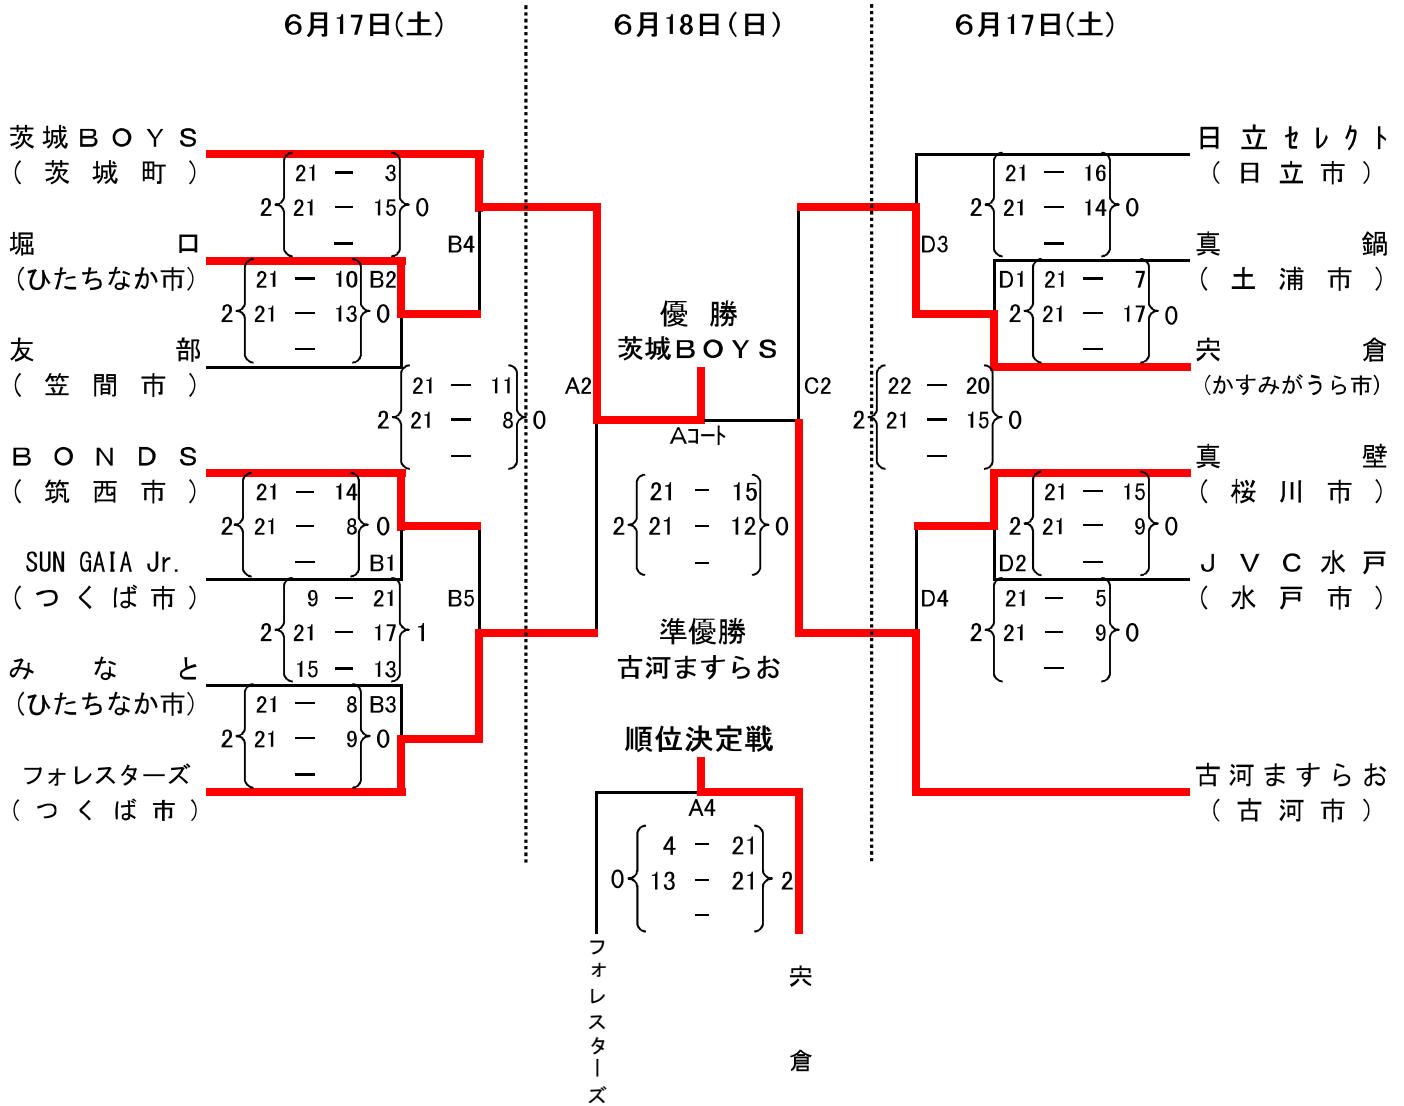 ６月17日(土)
６月18日(日)
６月17日(土)
茨城ＢＯＹＳ
(茨城町)
21 － 3
2 21 － 15 0
－
B4
堀口
(ひたちなか市)
21 － 10 B2
2 21 － 13 0
－
友部
(笠間市)
21 － 11
2 21 － 8 0
－
A2
ＢＯＮＤＳ
(筑西市)
21 － 14
2 21 － 8 0
－ B1
SUN GAIA Jr.
(つくば市)
9 － 21
2 21 － 17 1
15 － 13
B5
みなと
(ひたちなか市)
21 － 8 B3
2 21 － 9 0
－
フォレスターズ
(つくば市)
優勝
茨城ＢＯＹＳ
Aコート
21 － 15
2 21 － 12 0
－
準優勝
古河ますらお
順位決定戦
A4
4 － 21
0 13 － 21 2
－
フォレスターズ
宍倉
日立セレクト
(日立市)
21 － 16
2 21 － 14 0
－
D3
真鍋
(土浦市)
D1 21 － 7
2 21 － 17 0
－
宍倉
(かすみがうら市)
C2
22 － 20
2 21 － 15 0
－
真壁
(桜川市)
21 － 15
2 21 － 9 0
D2 －
ＪＶＣ水戸
(水戸市)
D4
21 － 5
2 21 － 9 0
－
古河ますらお
(古河市)